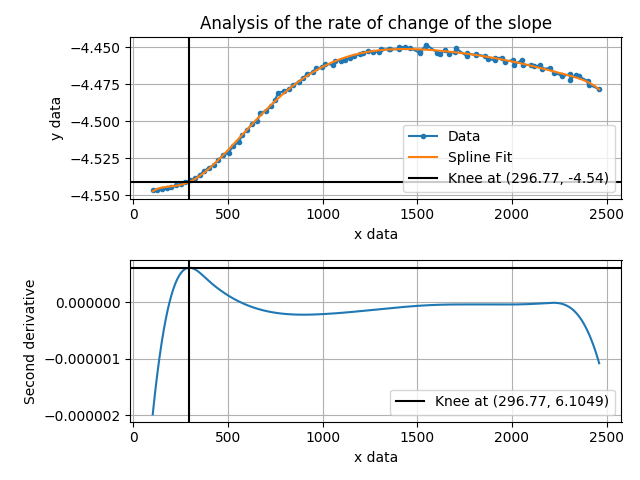 Analysis of the rate of change of the slope
−4.450
−4.475
−4.500
−4.525
−4.550
y data
Data
Spline Fit
Knee at (296.77, -4.54)
0 500 1000 1500 2000 2500
x data
0.000000
−0.000001
−0.000002
Second derivative
Knee at (296.77, 6.1049)
0 500 1000 1500 2000 2500
x data